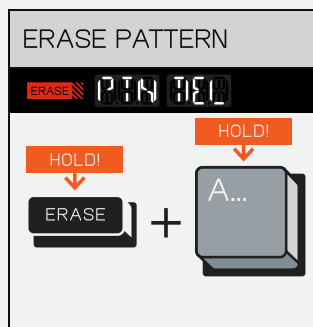 ERASE PATTERN
ERASE PTN DEL
HOLD!
HOLD!
ERASE + A...